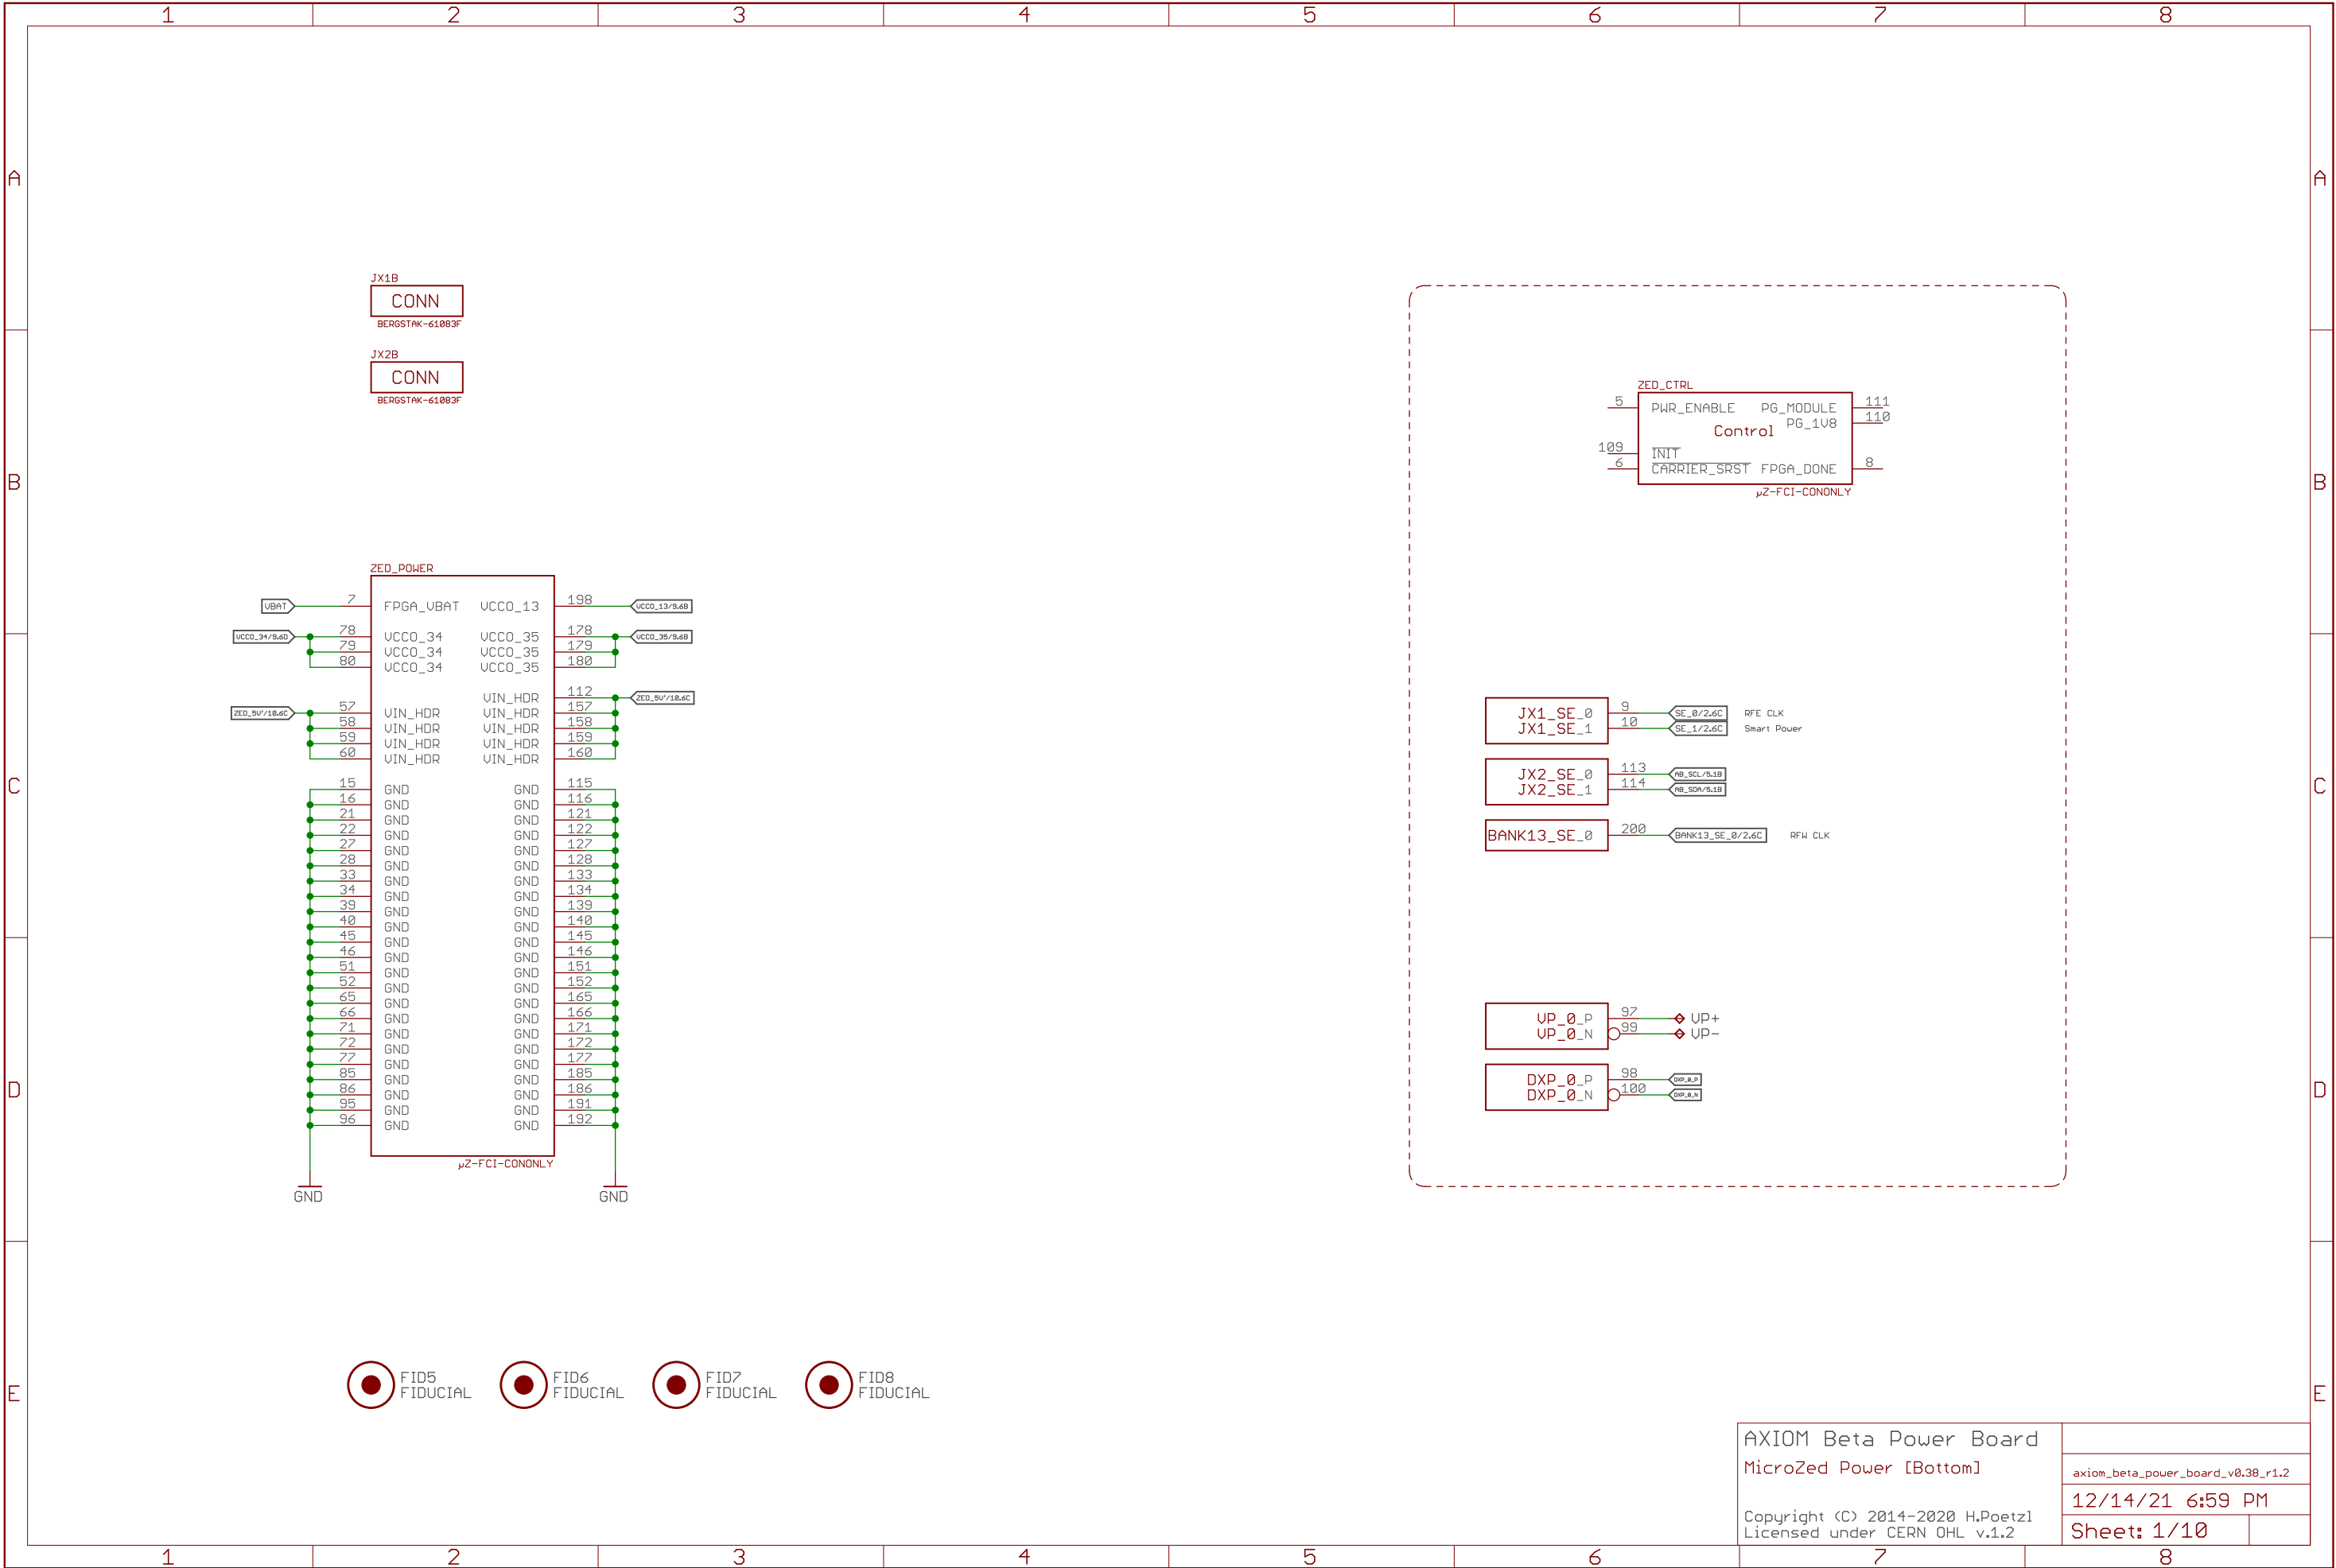 1 2 3 4 5 6 7 8
A A
JX1B
CONN
BERGSTAK-61083F
JX2B
CONN
BERGSTAK-61083F
ZED_CTRL
5 PWR_ENABLE PG_MODULE 111
PG_1V8 110
Control
109 INIT
6 CARRIER_SRST FPGA_DONE 8
µZ-FCI-CONONLY
B B
ZED_POWER
VBAT 7 FPGA_VBAT VCCO_13 198 VCCO_13/9.6B
VCCO_34/9.6D 78 VCCO_34 VCCO_35 178 VCCO_35/9.6B
79 VCCO_34 VCCO_35 179
80 VCCO_34 VCCO_35 180
VIN_HDR 112 ZED_5V'/10.6C
ZED_5V'/10.6C 57 VIN_HDR VIN_HDR 157
58 VIN_HDR VIN_HDR 158
59 VIN_HDR VIN_HDR 159
60 VIN_HDR VIN_HDR 160
15 GND GND 115
16 GND GND 116
21 GND GND 121
22 GND GND 122
27 GND GND 127
28 GND GND 128
33 GND GND 133
34 GND GND 134
39 GND GND 139
40 GND GND 140
45 GND GND 145
46 GND GND 146
51 GND GND 151
52 GND GND 152
65 GND GND 165
66 GND GND 166
71 GND GND 171
72 GND GND 172
77 GND GND 177
85 GND GND 185
86 GND GND 186
95 GND GND 191
96 GND GND 192
µZ-FCI-CONONLY
GND GND
JX1_SE_0 9 SE_0/2.6C RFE CLK
JX1_SE_1 10 SE_1/2.6C Smart Power
JX2_SE_0 113 AB_SCL/5.1B
JX2_SE_1 114 AB_SDA/5.1B
BANK13_SE_0 200 BANK13_SE_0/2.6C RFW CLK
C C
VP_0_P 97 VP+
VP_0_N 99 VP-
DXP_0_P 98 DXP_0_P
DXP_0_N 100 DXP_0_N
D D
FID5
FIDUCIAL
FID6
FIDUCIAL
FID7
FIDUCIAL
FID8
FIDUCIAL
E E
AXIOM Beta Power Board
MicroZed Power [Bottom]
Copyright (C) 2014-2020 H.Poetzl
Licensed under CERN OHL v.1.2
axiom_beta_power_board_v0.38_r1.2
12/14/21 6:59 PM
Sheet: 1/10
1 2 3 4 5 6 7 8